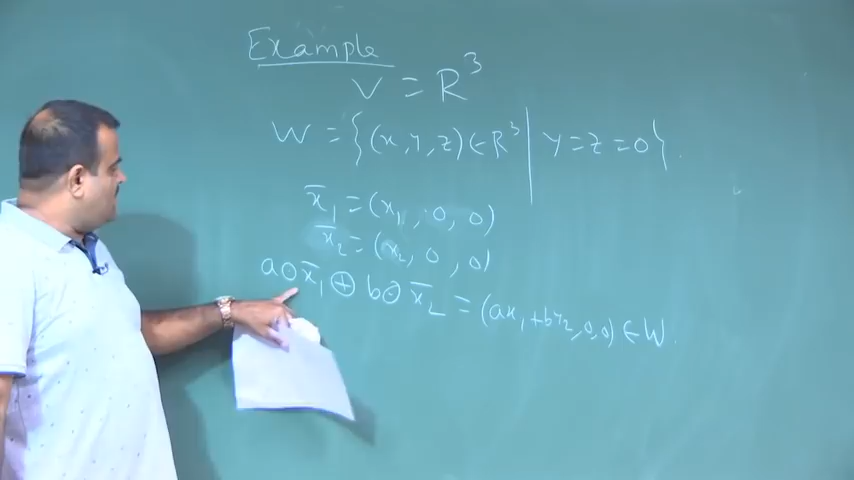 Example
V = R³
W = {(x, y, z) ∈ R³ | y = z = 0}.
x̄₁ = (x₁, 0, 0)
x̄₂ = (x₂, 0, 0)
a⊙x̄₁ ⊕ b⊙x̄₂ = (ax₁ + bx₂, 0, 0) ∈ W.